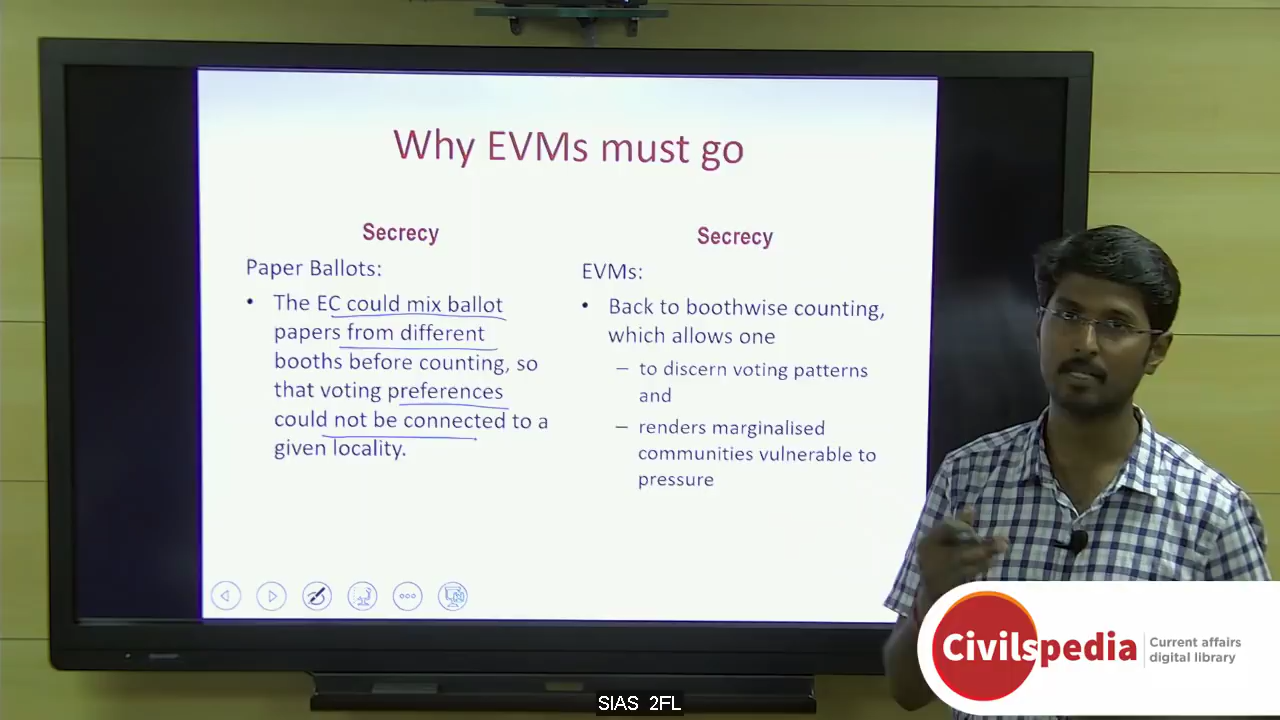 Why EVMs must go
Secrecy
Paper Ballots:
• The EC could mix ballot
papers from different
booths before counting, so
that voting preferences
could not be connected to a
given locality.
Secrecy
EVMs:
• Back to boothwise counting,
which allows one
– to discern voting patterns
and
– renders marginalised
communities vulnerable to
pressure
Civilspedia
Current affairs
digital library
SIAS 2FL